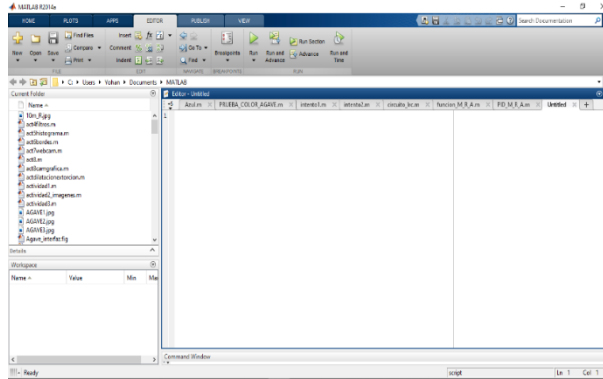 MATLAB R2014a
HOME PLOTS APPS EDITOR PUBLISH VIEW Search Documentation
New Open Save Find Files Compare Print Insert Comment Indent Go To Find Breakpoints Run Run and Advance Run Section Advance Run and Time
FILE EDIT NAVIGATE BREAKPOINTS RUN
C: Users Yohan Documents MATLAB
Current Folder
Name
10m_R.jpg
act4filtros.m
act5histograma.m
act6bordes.m
act7webcam.m
act8.m
act8camgrafica.m
actdilatacionextorcion.m
actividad1.m
actividad2_imagenes.m
actividad3.m
AGAVE1.jpg
AGAVE2.jpg
AGAVE3.jpg
Agave_interfaz.fig
Details
Workspace
Name Value Min
Editor - Untitled
Azul.m PRUEBA_COLOR_AGAVE.m intento1.m intento2.m circuito_bc.m funcion_M_R_A.m PID_M_R_A.m Untitled
1
Command Window
Ready script Ln 1 Col 1